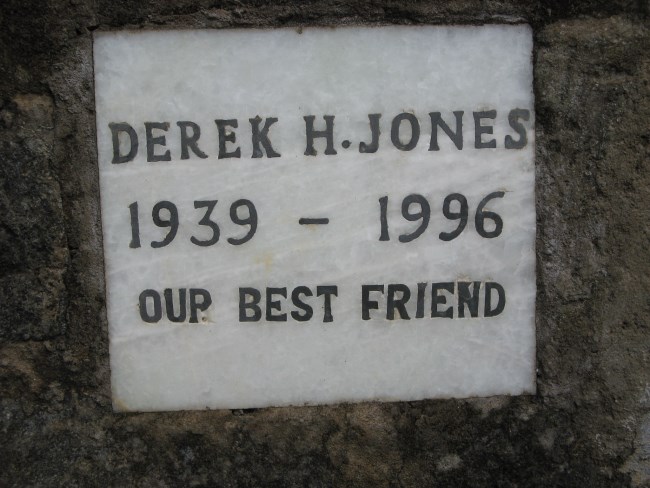 DEREK H. JONES
1939 – 1996
OUR BEST FRIEND